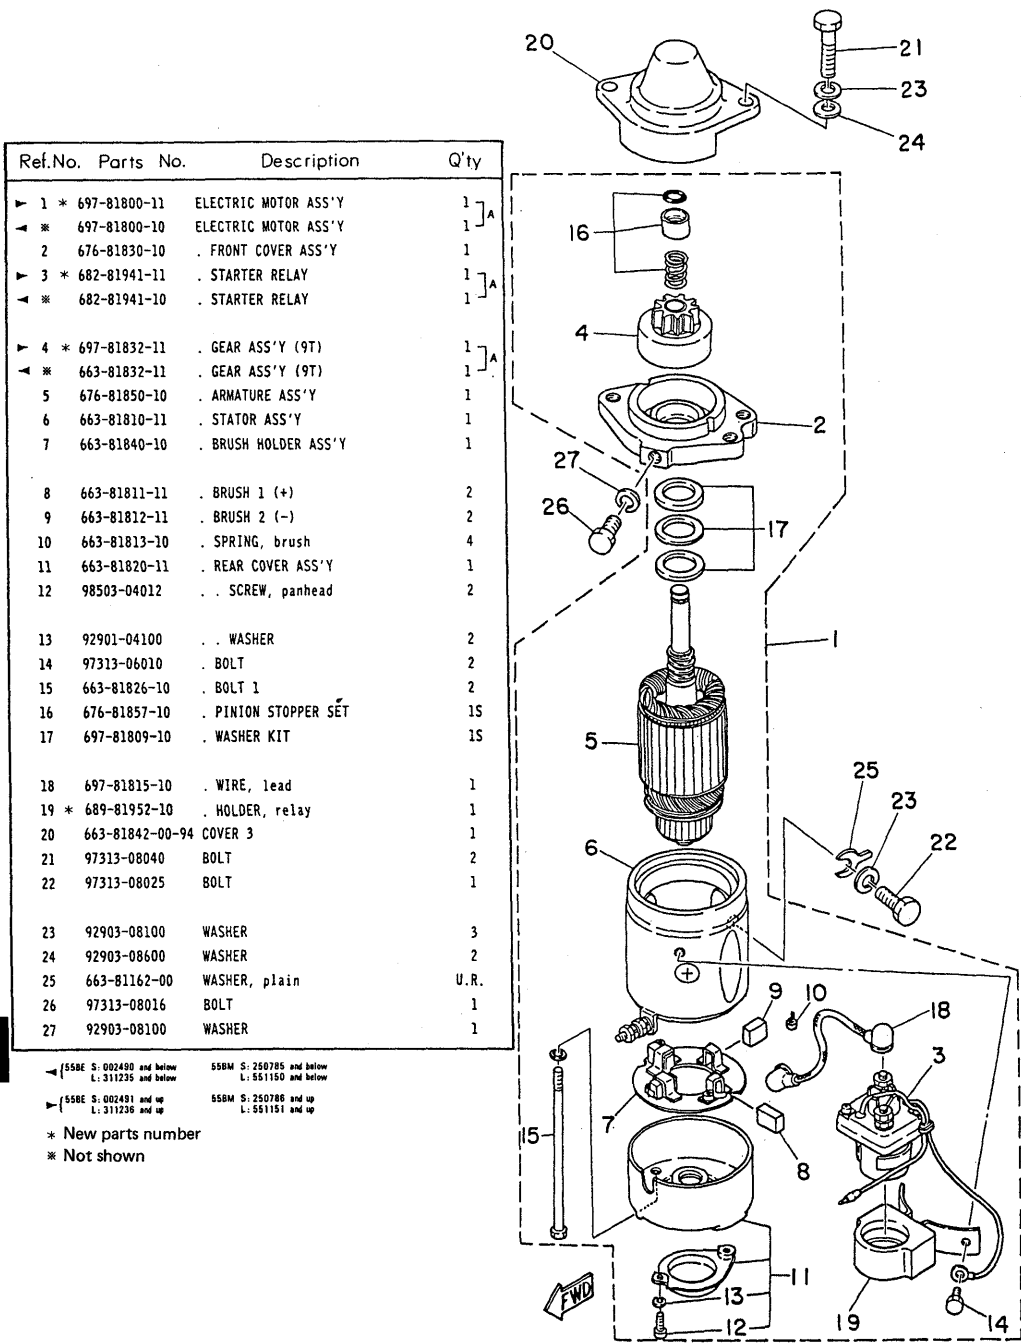 Ref.No. Parts No. Description Q'ty
► 1 * 697-81800-11 ELECTRIC MOTOR ASS'Y 1 ] A
◄ ※ 697-81800-10 ELECTRIC MOTOR ASS'Y 1
2 676-81830-10 . FRONT COVER ASS'Y 1
► 3 * 682-81941-11 . STARTER RELAY 1 ] A
◄ ※ 682-81941-10 . STARTER RELAY 1
► 4 * 697-81832-11 . GEAR ASS'Y (9T) 1 ] A
◄ ※ 663-81832-11 . GEAR ASS'Y (9T) 1
5 676-81850-10 . ARMATURE ASS'Y 1
6 663-81810-11 . STATOR ASS'Y 1
7 663-81840-10 . BRUSH HOLDER ASS'Y 1
8 663-81811-11 . BRUSH 1 (+) 2
9 663-81812-11 . BRUSH 2 (-) 2
10 663-81813-10 . SPRING, brush 4
11 663-81820-11 . REAR COVER ASS'Y 1
12 98503-04012 . . SCREW, panhead 2
13 92901-04100 . . WASHER 2
14 97313-06010 . BOLT 2
15 663-81826-10 . BOLT 1 2
16 676-81857-10 . PINION STOPPER SET 1S
17 697-81809-10 . WASHER KIT 1S
18 697-81815-10 . WIRE, lead 1
19 * 689-81952-10 . HOLDER, relay 1
20 663-81842-00-94 COVER 3 1
21 97313-08040 BOLT 2
22 97313-08025 BOLT 1
23 92903-08100 WASHER 3
24 92903-08600 WASHER 2
25 663-81162-00 WASHER, plain U.R.
26 97313-08016 BOLT 1
27 92903-08100 WASHER 1
◄ { 55BE S: 002490 and below 55BM S: 250785 and below
L: 311235 and below L: 551150 and below
► { 55BE S: 002491 and up 55BM S: 250786 and up
L: 311236 and up L: 551151 and up
* New parts number
※ Not shown
20
21
23
24
16
4
2
27
26
17
1
5
25
23
22
6
9
10
18
3
7
8
15
11
13
12
19
14
FWD